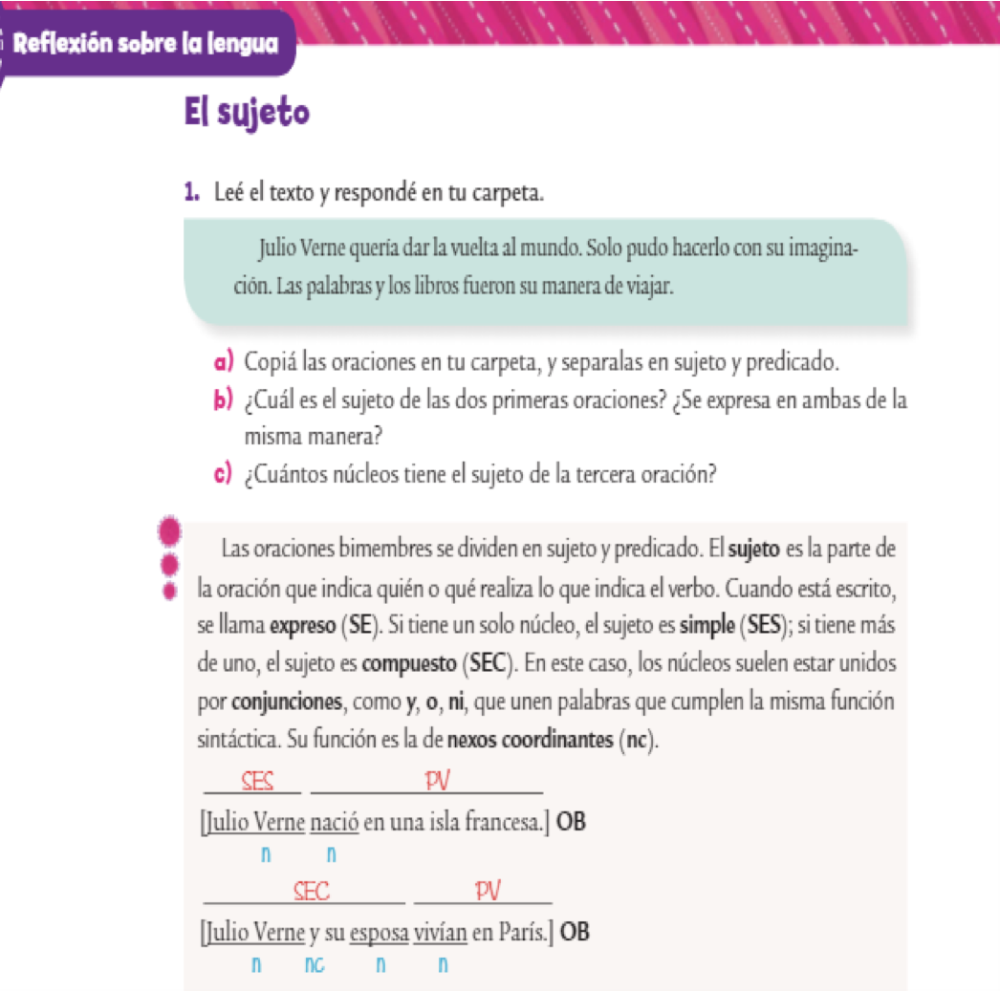 Reflexión sobre la lengua
El sujeto
1. Leé el texto y respondé en tu carpeta.
Julio Verne quería dar la vuelta al mundo. Solo pudo hacerlo con su imagina-
ción. Las palabras y los libros fueron su manera de viajar.
a) Copiá las oraciones en tu carpeta, y separalas en sujeto y predicado.
b) ¿Cuál es el sujeto de las dos primeras oraciones? ¿Se expresa en ambas de la
misma manera?
c) ¿Cuántos núcleos tiene el sujeto de la tercera oración?
Las oraciones bimembres se dividen en sujeto y predicado. El sujeto es la parte de
la oración que indica quién o qué realiza lo que indica el verbo. Cuando está escrito,
se llama expreso (SE). Si tiene un solo núcleo, el sujeto es simple (SES); si tiene más
de uno, el sujeto es compuesto (SEC). En este caso, los núcleos suelen estar unidos
por conjunciones, como y, o, ni, que unen palabras que cumplen la misma función
sintáctica. Su función es la de nexos coordinantes (nc).
SES PV
[Julio Verne nació en una isla francesa.] OB
n n
SEC PV
[Julio Verne y su esposa vivían en París.] OB
n nc n n